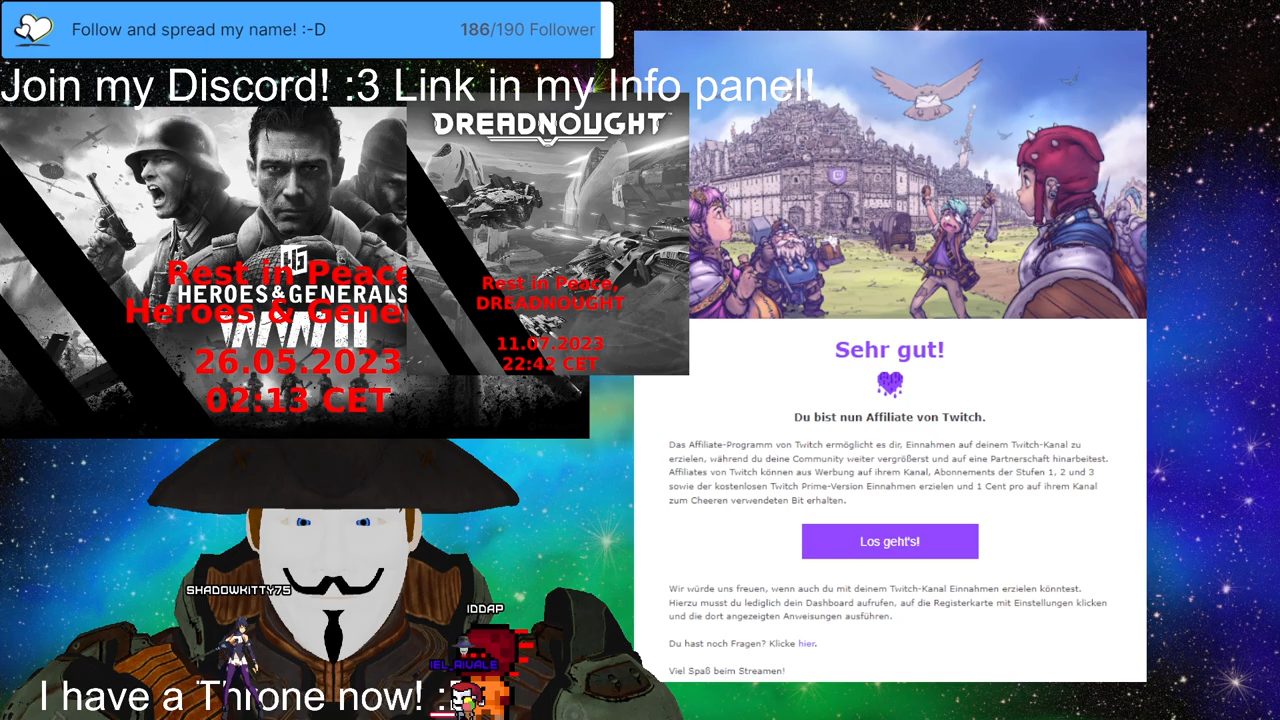 Follow and spread my name! :-D
186/190 Follower
Join my Discord! :3 Link in my Info panel!
DREADNOUGHT
Rest in Peace
HEROES & GENERALS
Heroes & Gene
WWII
26.05.2023
02:13 CET
Rest in Peace,
DREADNOUGHT
11.07.2023
22:42 CET
Sehr gut!
Du bist nun Affiliate von Twitch.
Das Affiliate-Programm von Twitch ermöglicht es dir, Einnahmen auf deinem Twitch-Kanal zu
erzielen, während du deine Community weiter vergrößerst und auf eine Partnerschaft hinarbeitest.
Affiliates von Twitch können aus Werbung auf ihrem Kanal, Abonnements der Stufen 1, 2 und 3
sowie der kostenlosen Twitch Prime-Version Einnahmen erzielen und 1 Cent pro auf ihrem Kanal
zum Cheeren verwendeten Bit erhalten.
Los geht's!
Wir würde uns freuen, wenn auch du mit deinem Twitch-Kanal Einnahmen erzielen könntest.
Hierzu musst du lediglich dein Dashboard aufrufen, auf die Registerkarte mit Einstellungen klicken
und die dort angezeigten Anweisungen ausführen.
Du hast noch Fragen? Klicke hier.
Viel Spaß beim Streamen!
SHADOWKITTY75
IDDAP
IEL_RIVALE
I have a Throne now! :